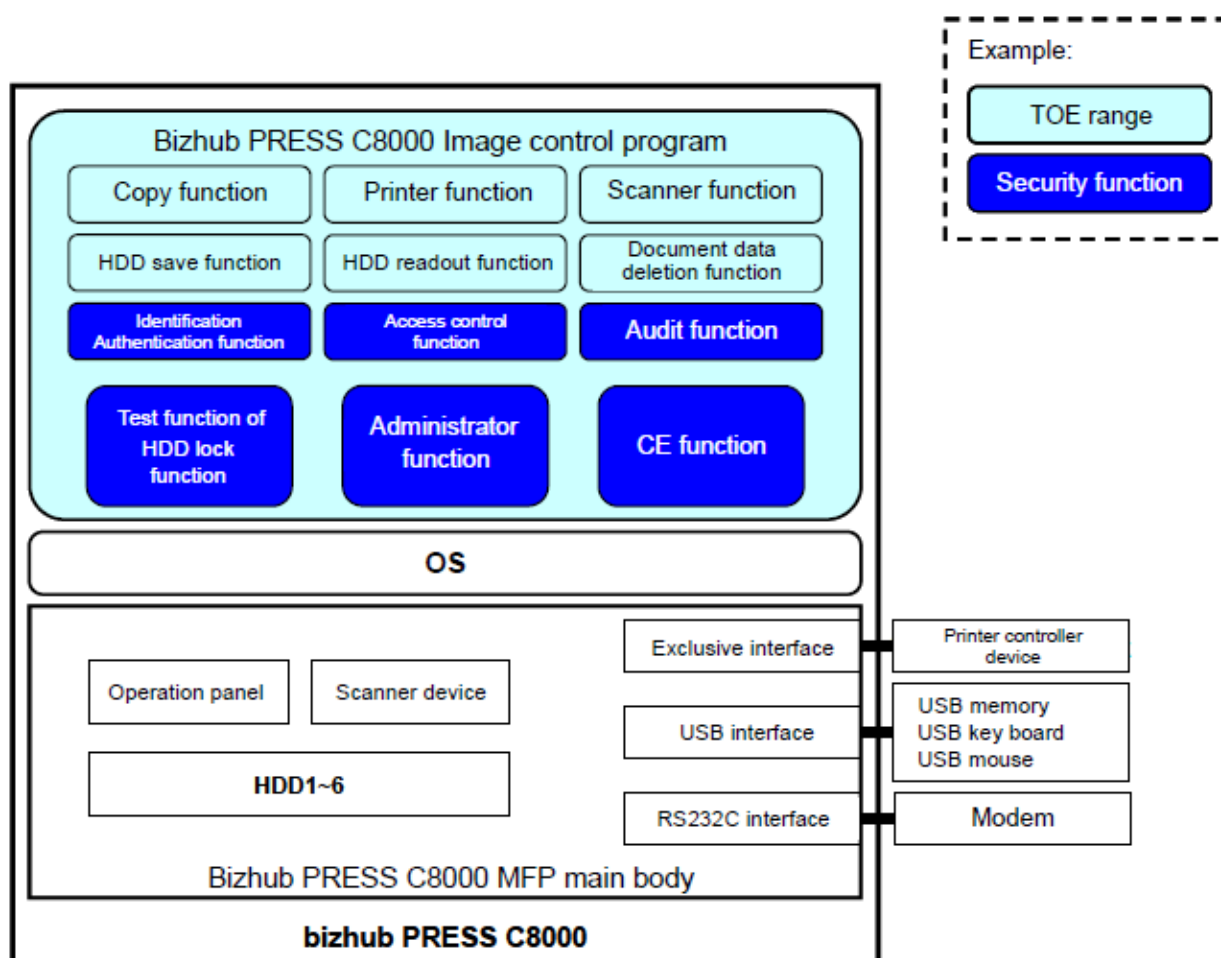 Example:
TOE range
Security function
Bizhub PRESS C8000 Image control program
Copy function
Printer function
Scanner function
HDD save function
HDD readout function
Document data
deletion function
Identification
Authentication function
Access control
function
Audit function
Test function of
HDD lock
function
Administrator
function
CE function
OS
Exclusive interface
Printer controller
device
Operation panel
Scanner device
USB interface
USB memory
USB key board
USB mouse
HDD1~6
RS232C interface
Modem
Bizhub PRESS C8000 MFP main body
bizhub PRESS C8000